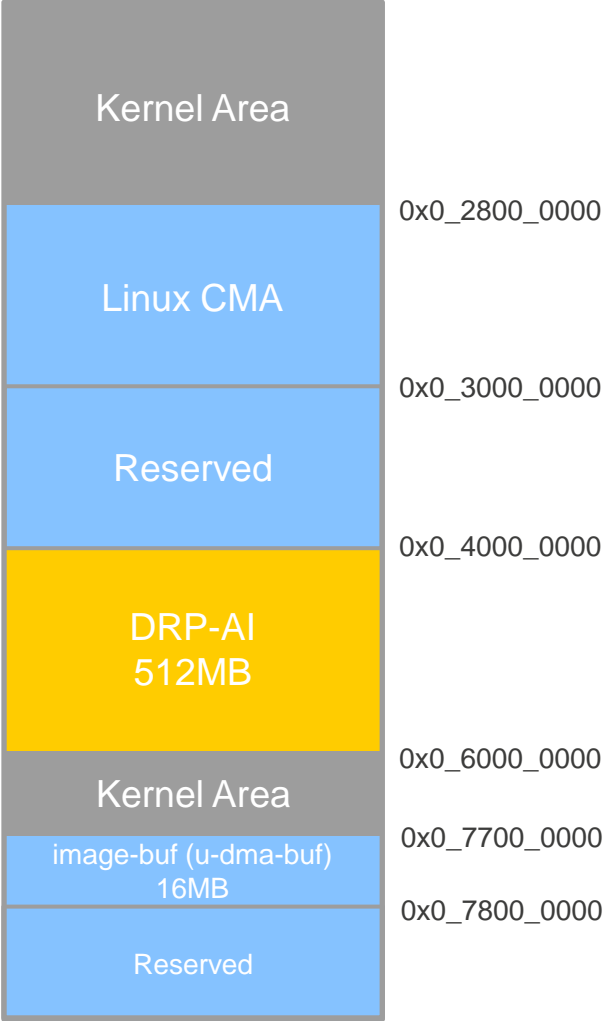 Kernel Area
0x0_2800_0000
Linux CMA
0x0_3000_0000
Reserved
0x0_4000_0000
DRP-AI
512MB
0x0_6000_0000
Kernel Area
0x0_7700_0000
image-buf (u-dma-buf)
16MB
0x0_7800_0000
Reserved